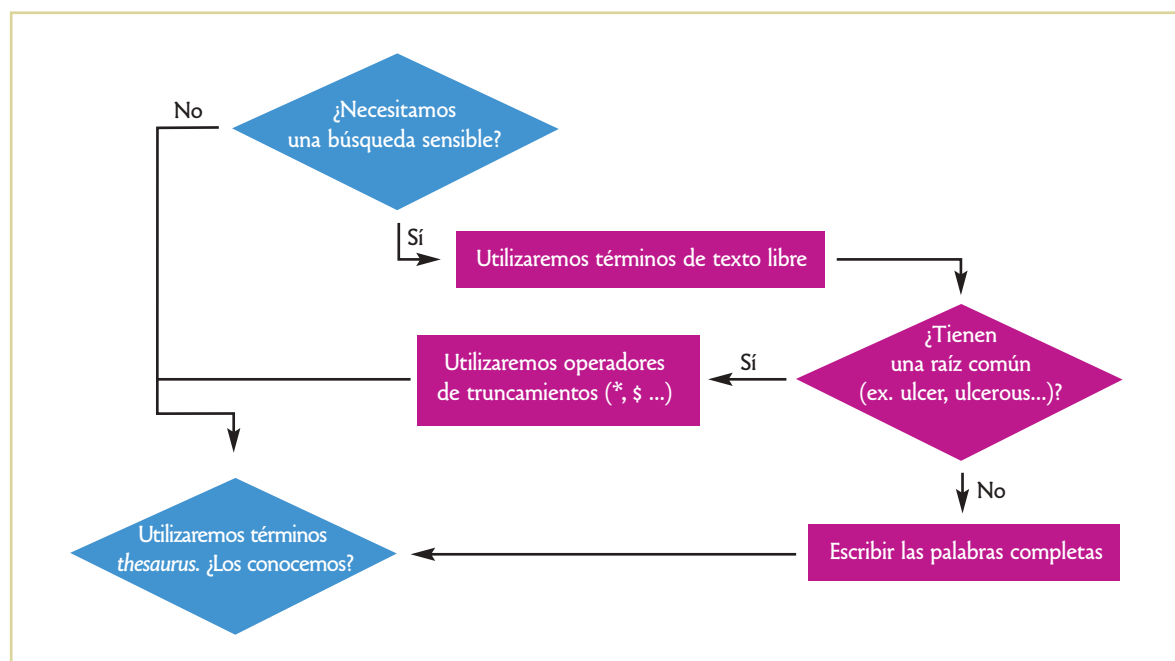 ¿Necesitamos
una búsqueda sensible?
No
Sí
Utilizaremos términos de texto libre
¿Tienen
una raíz común
(ex. ulcer, ulcerous...)?
Sí
Utilizaremos operadores
de truncamientos (*, $ ...)
No
Escribir las palabras completas
Utilizaremos términos
thesaurus. ¿Los conocemos?